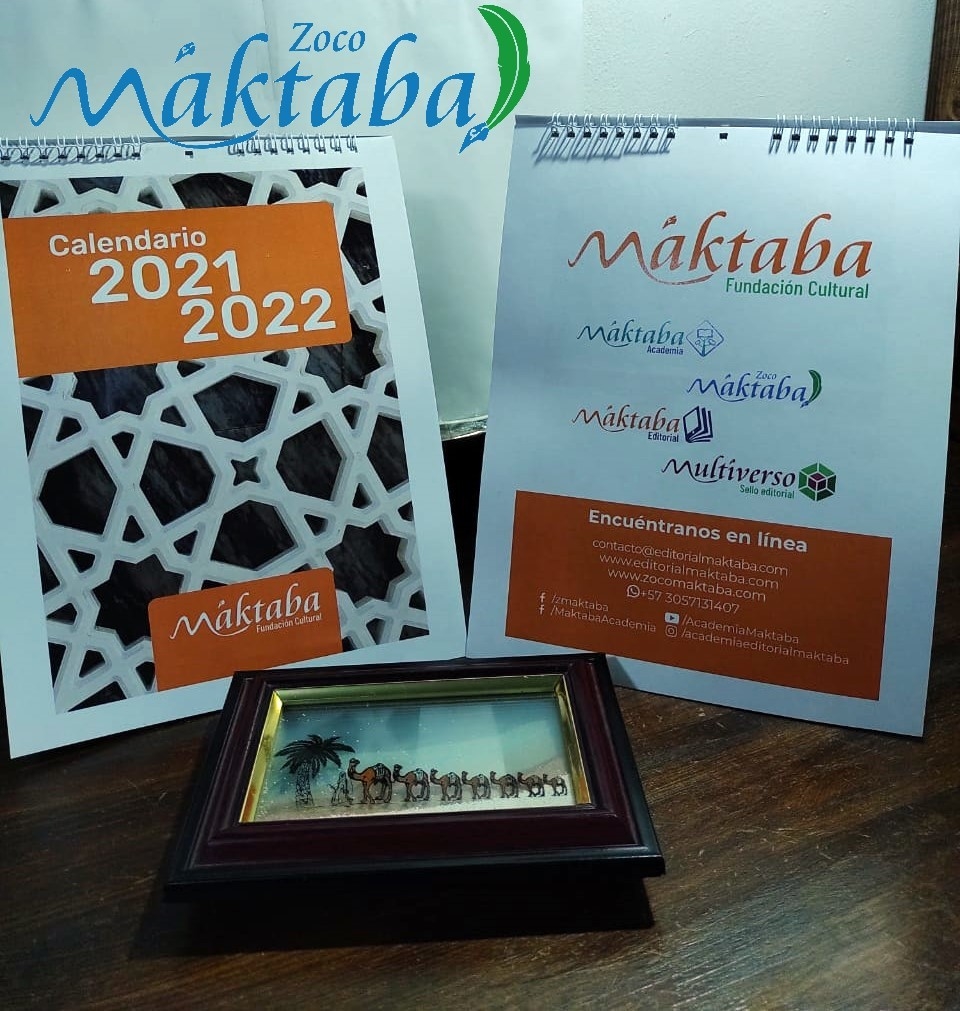 Zoco
Maktaba
Calendario
2021
2022
Máktaba
Fundación Cultural
Máktaba
Fundación Cultural
Máktaba
Academia
Zoco
Máktaba
Máktaba
Editorial
Multiverso
Sello editorial
Encuéntranos en línea
contacto@editorialmaktaba.com
www.editorialmaktaba.com
www.zocomaktaba.com
+57 3057131407
/zmaktaba
/MaktabaAcademia
/AcademiaMaktaba
/academiaeditorialmaktaba